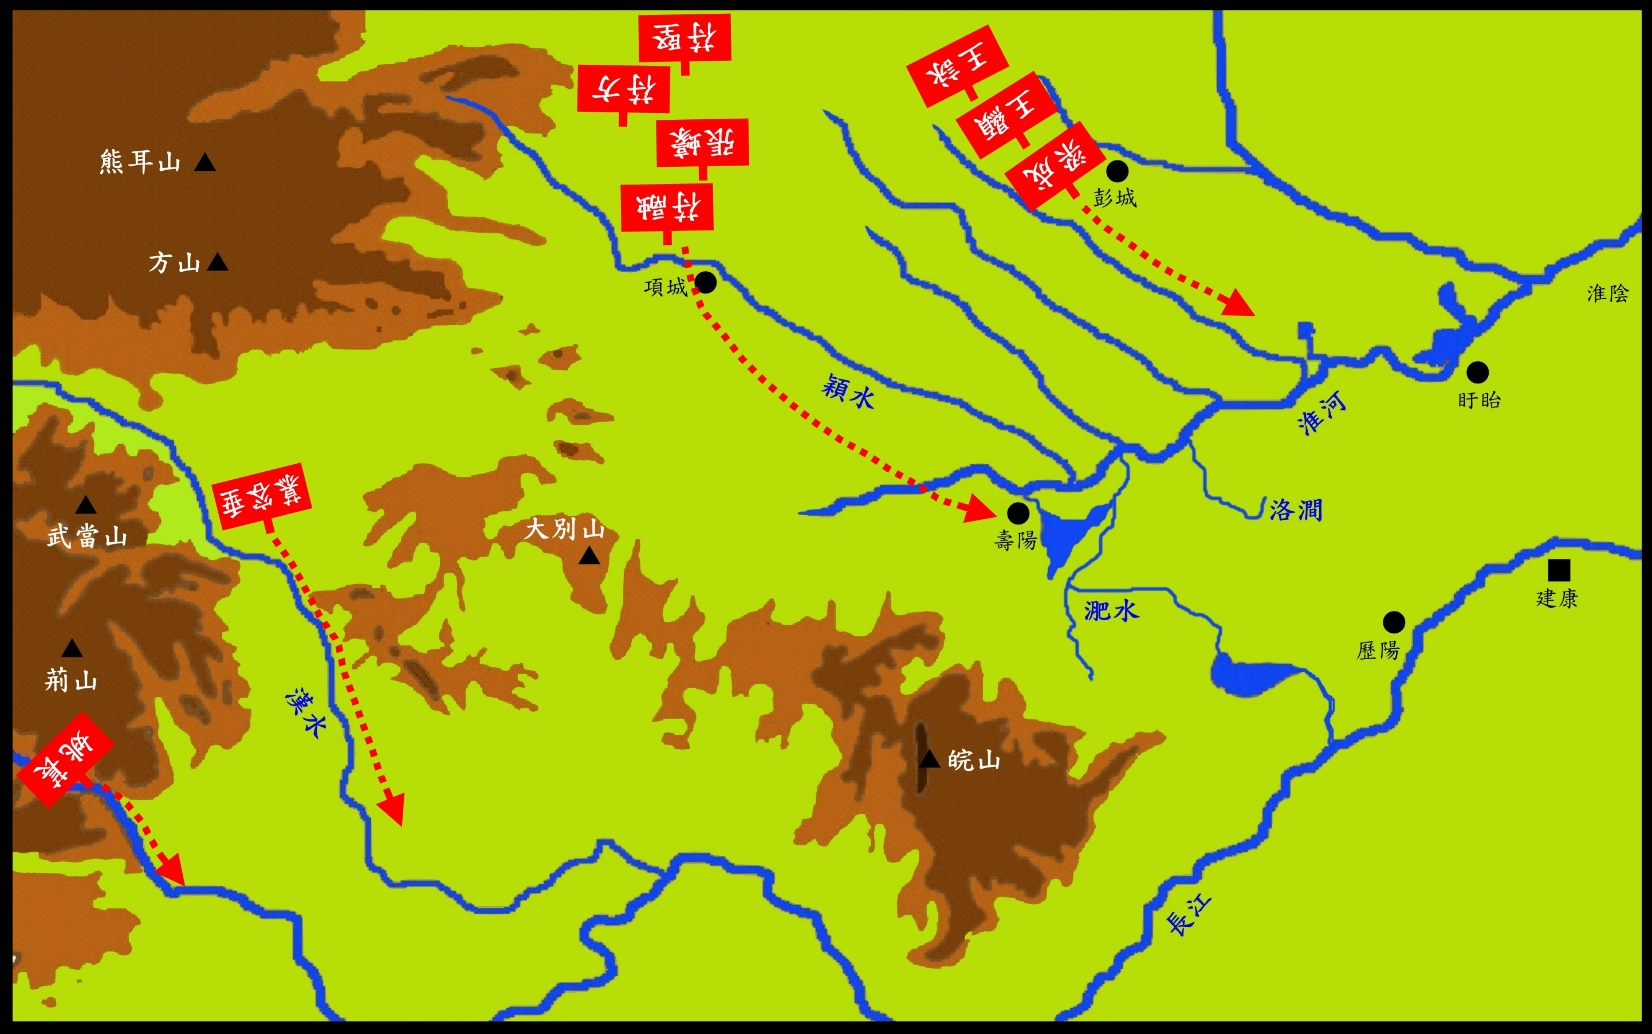 苻堅
苻方
張蠔
苻融
王詠
王顯
梁成
彭城
熊耳山
方山
項城
淮陰
穎水
淮河
盱眙
慕容垂
武當山
大別山
壽陽
洛澗
建康
淝水
歷陽
荊山
漢水
姚萇
皖山
長江